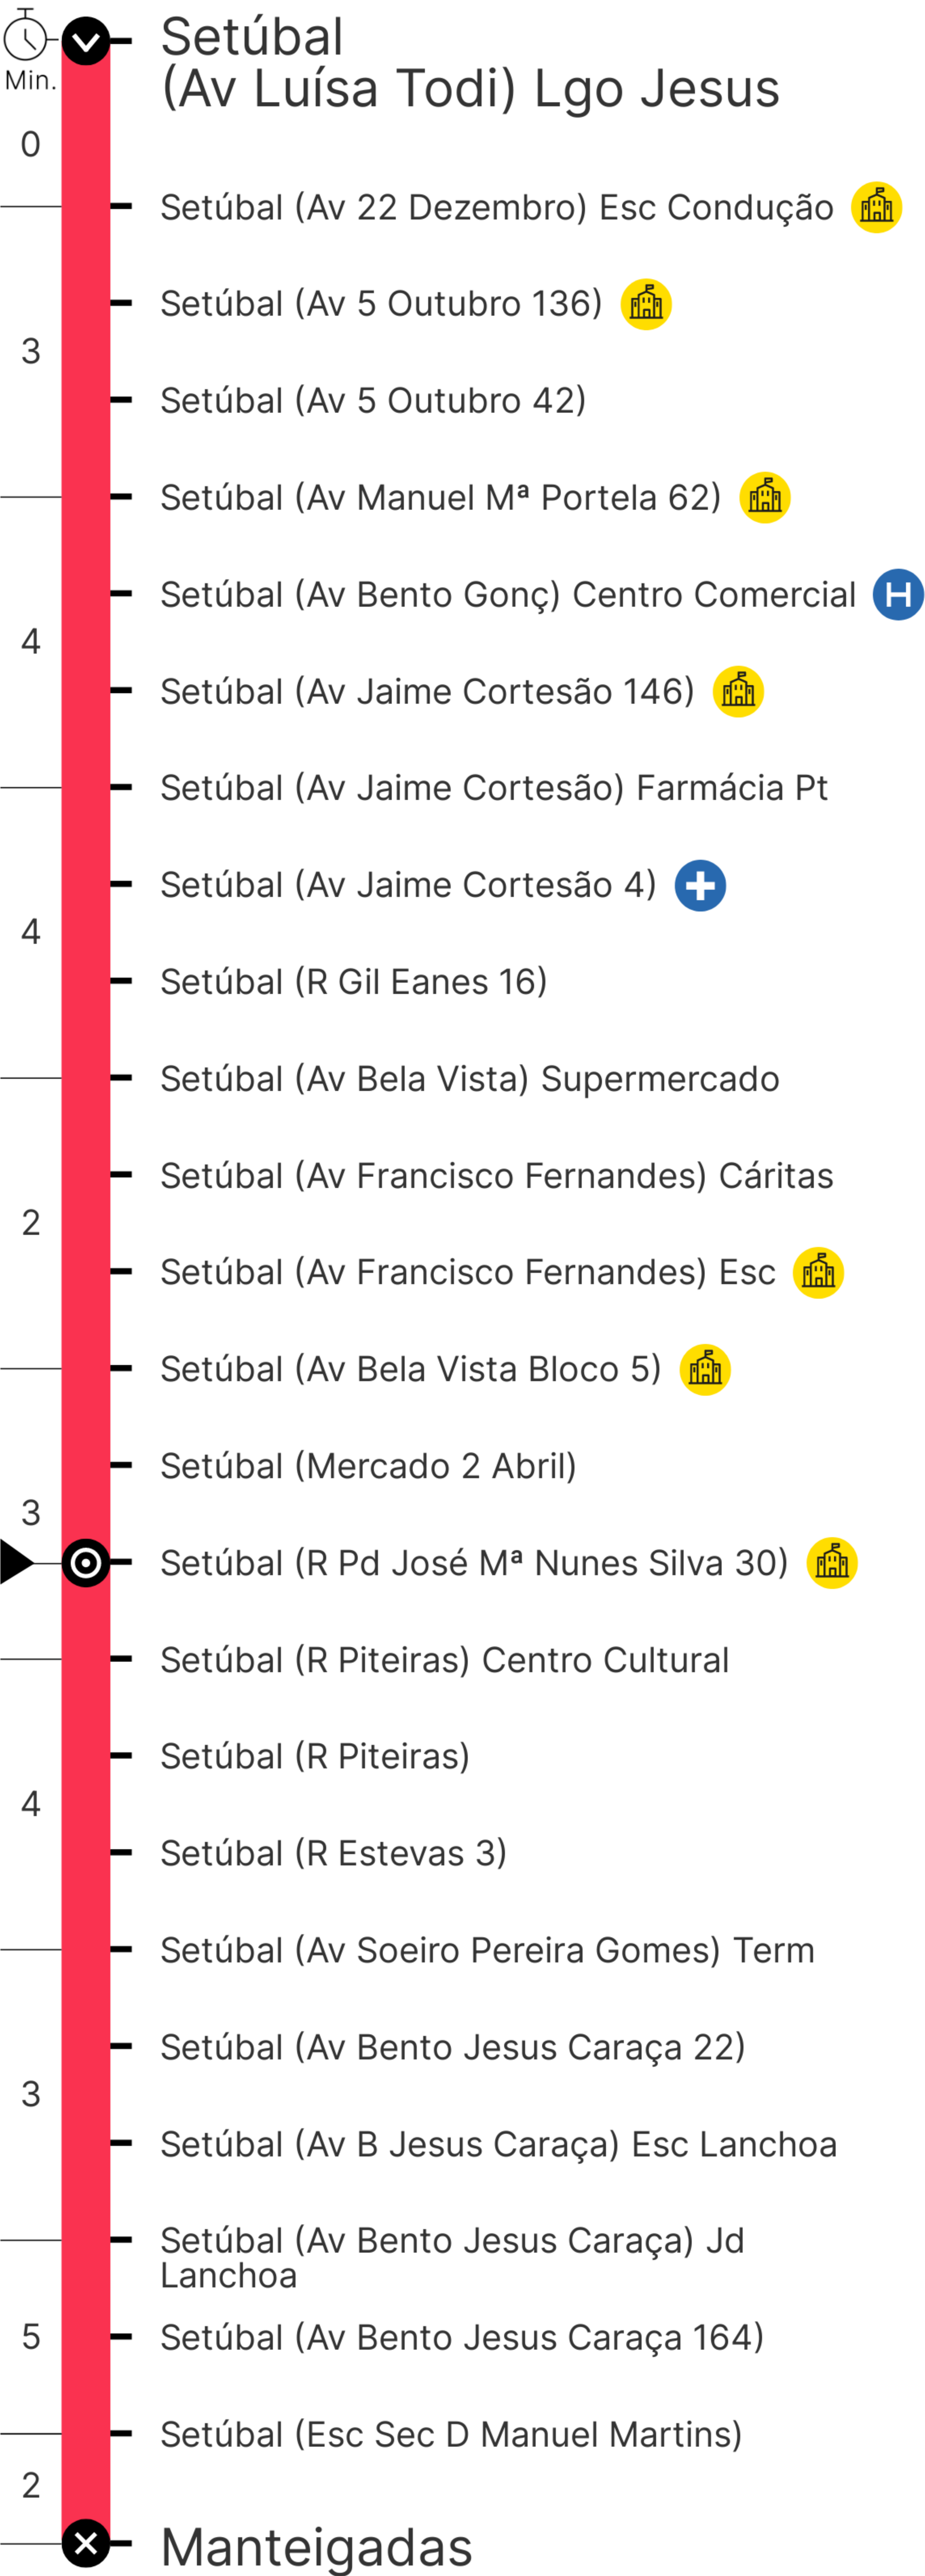 Setúbal
(Av Luísa Todi) Lgo Jesus
Min.
0
Setúbal (Av 22 Dezembro) Esc Condução
Setúbal (Av 5 Outubro 136)
3
Setúbal (Av 5 Outubro 42)
Setúbal (Av Manuel Mª Portela 62)
Setúbal (Av Bento Gonç) Centro Comercial H
4
Setúbal (Av Jaime Cortesão 146)
Setúbal (Av Jaime Cortesão) Farmácia Pt
Setúbal (Av Jaime Cortesão 4)
4
Setúbal (R Gil Eanes 16)
Setúbal (Av Bela Vista) Supermercado
Setúbal (Av Francisco Fernandes) Cáritas
2
Setúbal (Av Francisco Fernandes) Esc
Setúbal (Av Bela Vista Bloco 5)
Setúbal (Mercado 2 Abril)
3
Setúbal (R Pd José Mª Nunes Silva 30)
Setúbal (R Piteiras) Centro Cultural
Setúbal (R Piteiras)
4
Setúbal (R Estevas 3)
Setúbal (Av Soeiro Pereira Gomes) Term
Setúbal (Av Bento Jesus Caraça 22)
3
Setúbal (Av B Jesus Caraça) Esc Lanchoa
Setúbal (Av Bento Jesus Caraça) Jd
Lanchoa
5
Setúbal (Av Bento Jesus Caraça 164)
Setúbal (Esc Sec D Manuel Martins)
2
Manteigadas